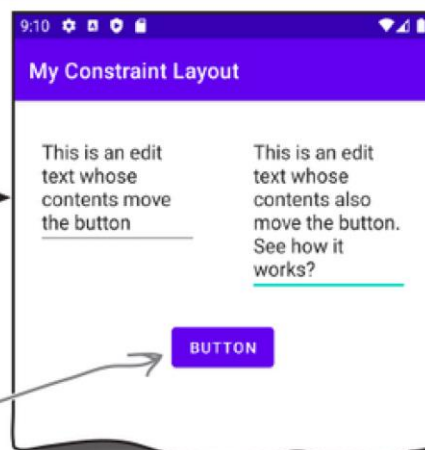 9:10
My Constraint Layout
This is an edit
text whose
contents move
the button
This is an edit
text whose
contents also
move the button.
See how it
works?
BUTTON